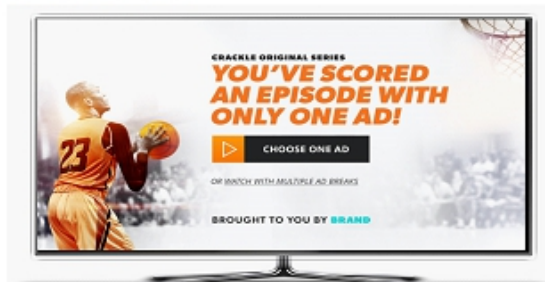 CRACKLE ORIGINAL SERIES
YOU'VE SCORED
AN EPISODE WITH
ONLY ONE AD!
CHOOSE ONE AD
OR WATCH WITH MULTIPLE AD BREAKS
BROUGHT TO YOU BY BRAND
23